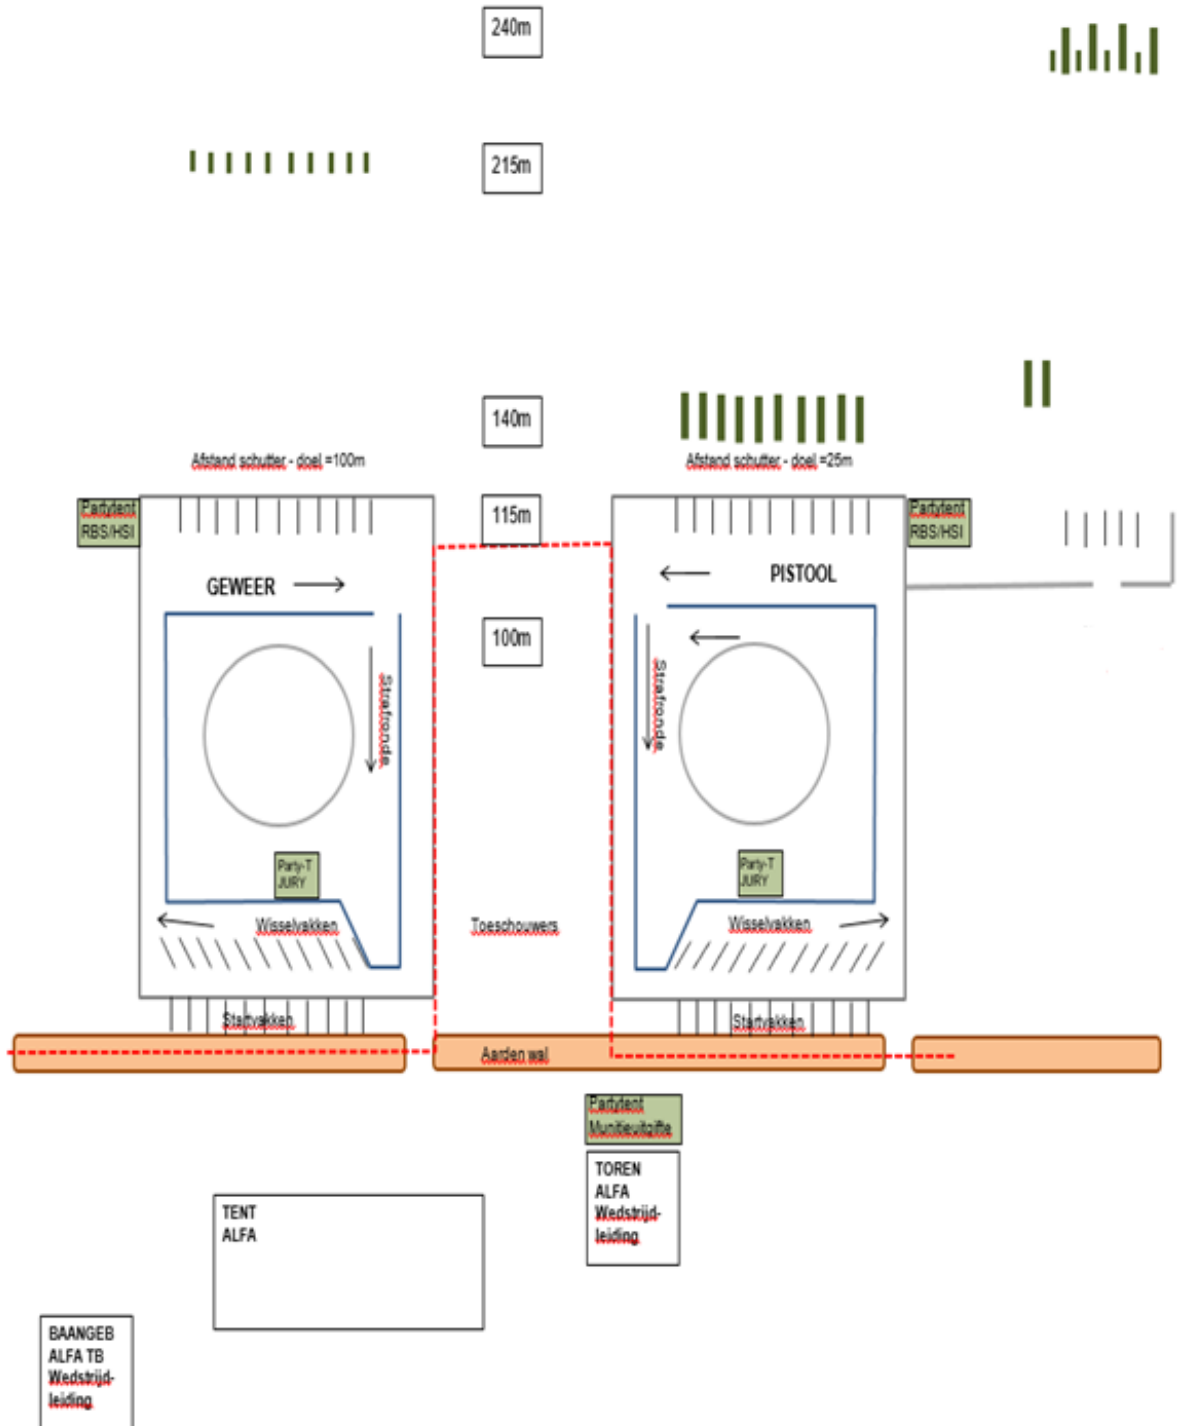 240m
215m
140m
Afstand schutter - doel =100m
Afstand schutter - doel =25m
Partytent
RBS/HSI
115m
Partytent
RBS/HSI
GEWEER
PISTOOL
100m
Strafronde
Strafronde
Party-T
JURY
Party-T
JURY
Wisselvakken
Toeschouwers
Wisselvakken
Startvakken
Startvakken
Aarden wal
Partytent
Munitieuitgifte
TOREN
ALFA
Wedstrijd-
leiding
TENT
ALFA
BAANGEB
ALFA TB
Wedstrijd-
leiding